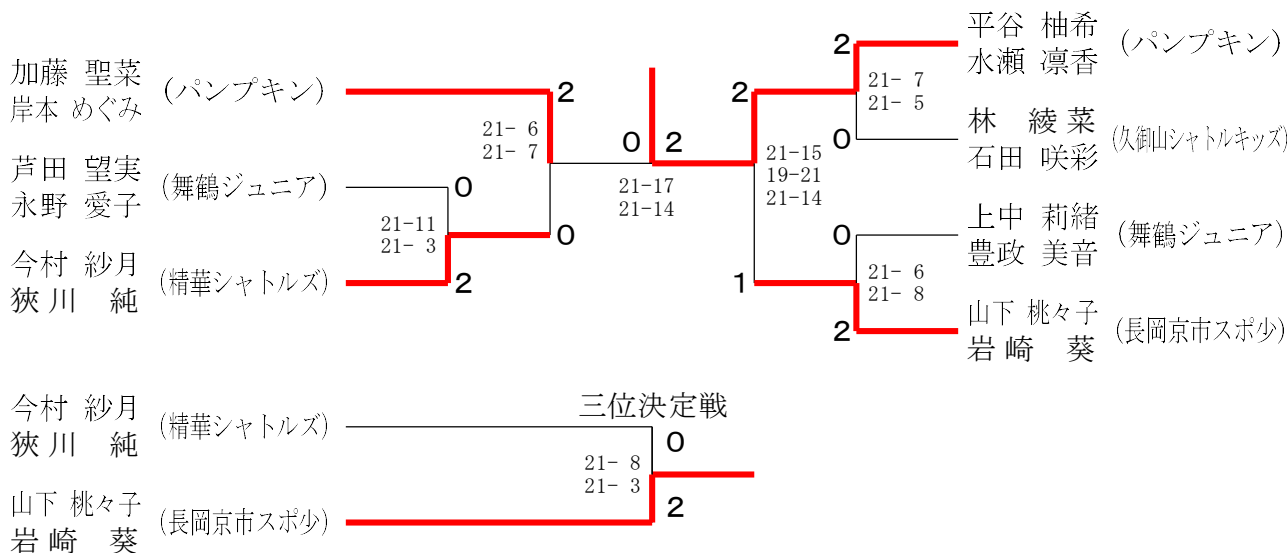 加藤 聖菜
岸本 めぐみ
(パンプキン)
2
21- 6
21- 7
芦田 望実
永野 愛子
(舞鶴ジュニア)
0
21-11
21- 3
0
今村 紗月
狹川 純
(精華シャトルズ)
2
0 2
21-17
21-14
平谷 柚希
水瀬 凛香
(パンプキン)
2
21- 7
21- 5
2
林 綾菜
石田 咲彩
(久御山シャトルキッズ)
0
21-15
19-21
21-14
上中 莉緒
豊政 美音
(舞鶴ジュニア)
0
21- 6
21- 8
1
山下 桃々子
岩崎 葵
(長岡京市スポ少)
2
三位決定戦
今村 紗月
狹川 純
(精華シャトルズ)
0
21- 8
21- 3
山下 桃々子
岩崎 葵
(長岡京市スポ少)
2